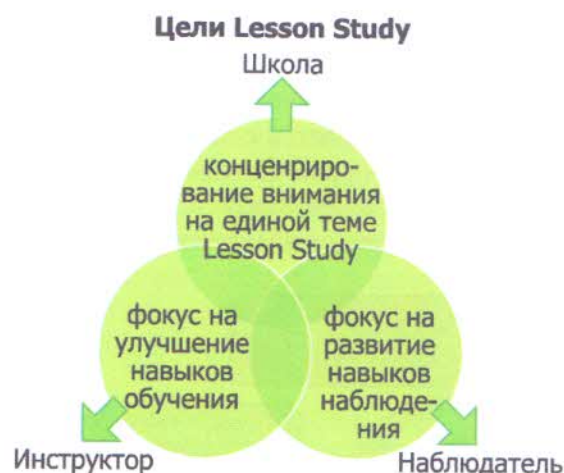 Цели Lesson Study
Школа
конценриро-
вание внимания
на единой теме
Lesson Study
фокус на
улучшение
навыков
обучения
фокус на
развитие
навыков
наблюде-
ния
Инструктор
Наблюдатель